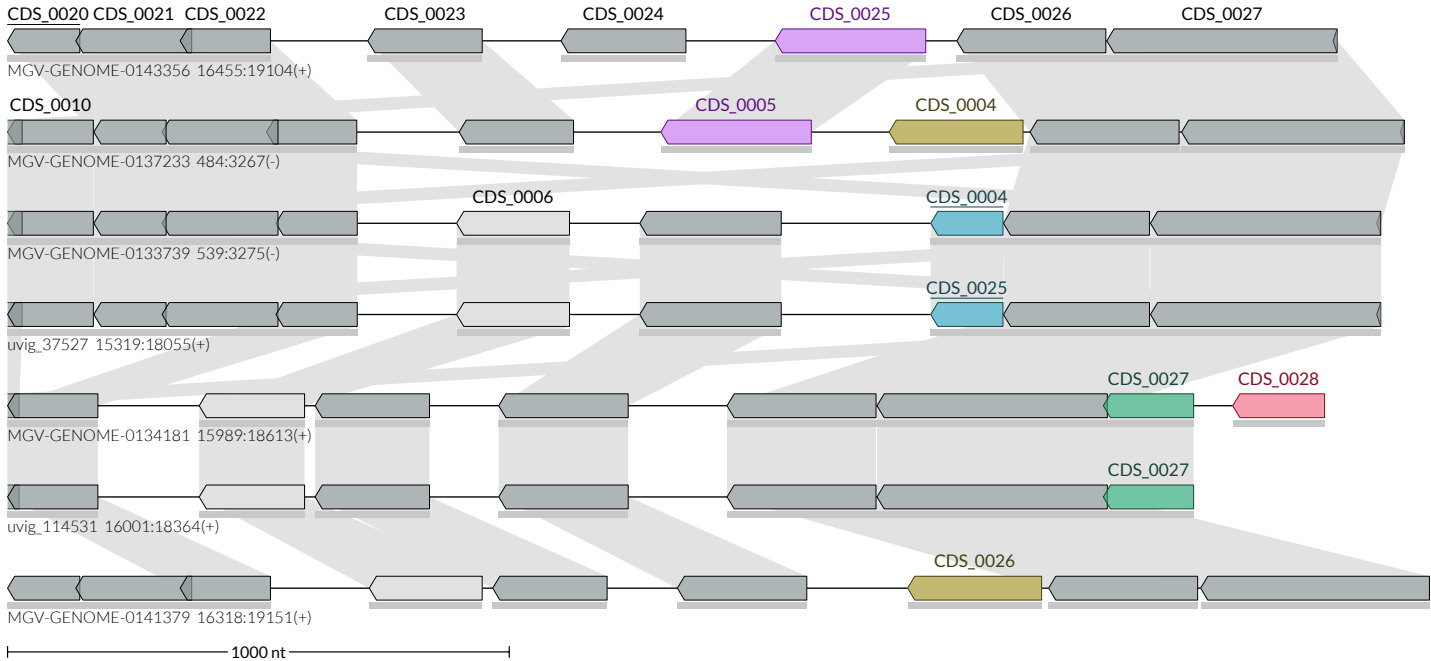 CDS_0020 CDS_0021 CDS_0022 CDS_0023 CDS_0024 CDS_0025 CDS_0026 CDS_0027
MGV-GENOME-0143356 16455:19104(+)
CDS_0010 CDS_0005 CDS_0004
MGV-GENOME-0137233 484:3267(-)
CDS_0006 CDS_0004
MGV-GENOME-0133739 539:3275(-)
CDS_0025
uvig_37527 15319:18055(+)
CDS_0027 CDS_0028
MGV-GENOME-0134181 15989:18613(+)
CDS_0027
uvig_114531 16001:18364(+)
CDS_0026
MGV-GENOME-0141379 16318:19151(+)
1000 nt